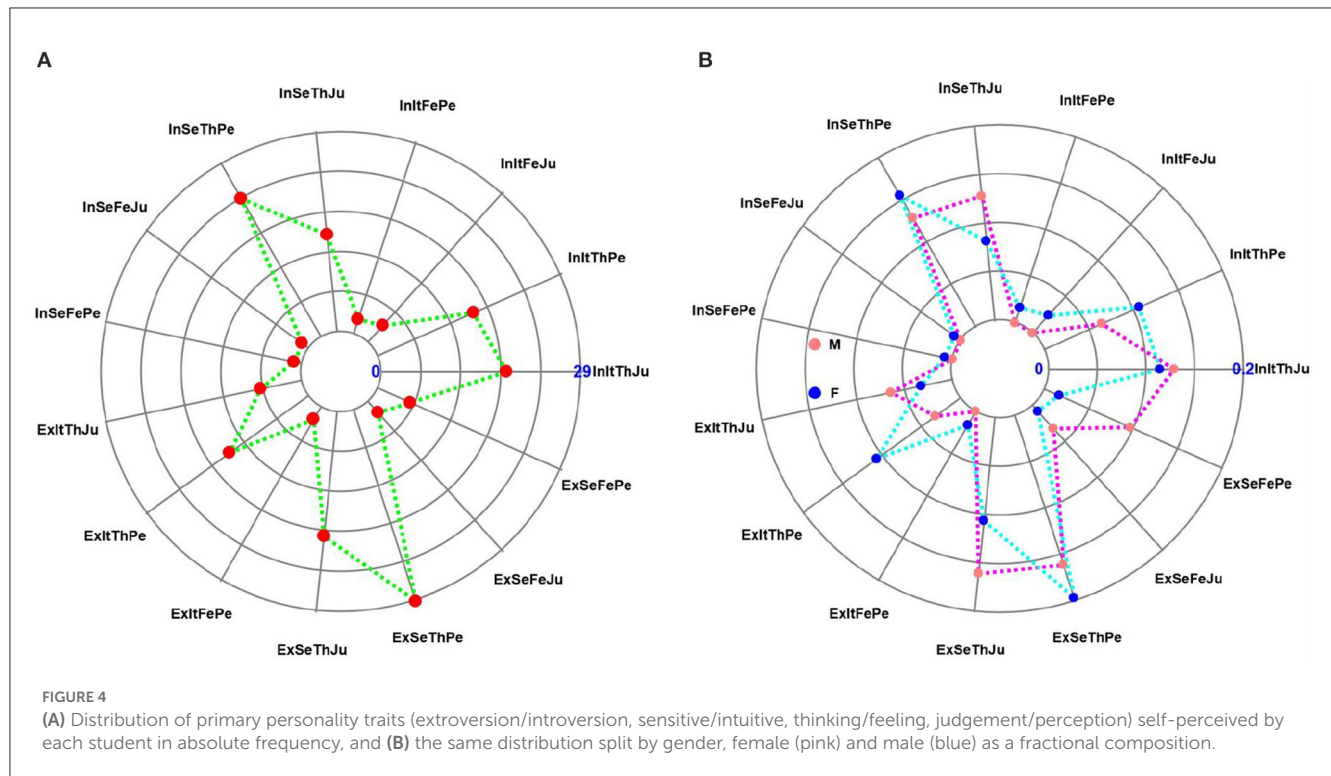 A
InSeThJu
InItFePe
InSeThPe
InItFeJu
InSeFeJu
InItThPe
InSeFePe
0
29
InItThJu
ExItThJu
ExSeFePe
ExItThPe
ExSeFeJu
ExItFePe
ExSeThPe
ExSeThJu
B
InSeThJu
InItFePe
InSeThPe
InItFeJu
InSeFeJu
InItThPe
InSeFePe
M
F
0
0.2
InItThJu
ExItThJu
ExSeFePe
ExItThPe
ExSeFeJu
ExItFePe
ExSeThPe
ExSeThJu
FIGURE 4
(A) Distribution of primary personality traits (extroversion/introversion, sensitive/intuitive, thinking/feeling, judgement/perception) self-perceived by
each student in absolute frequency, and (B) the same distribution split by gender, female (pink) and male (blue) as a fractional composition.